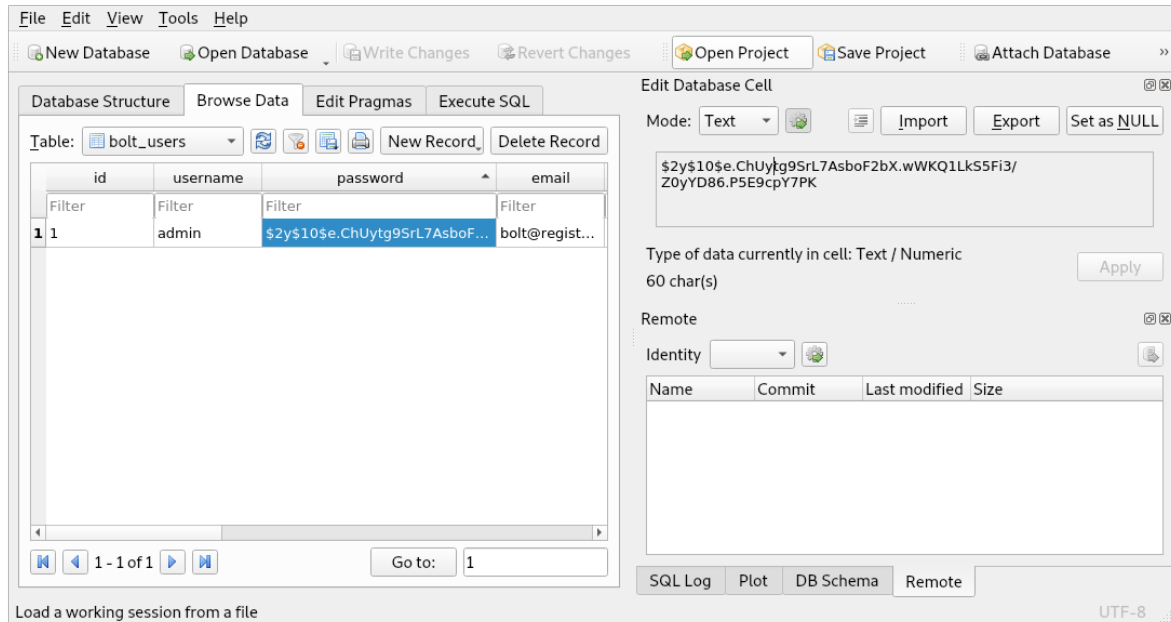 File Edit View Tools Help
New Database Open Database Write Changes Revert Changes Open Project Save Project Attach Database »
Database Structure Browse Data Edit Pragmas Execute SQL
Table: bolt_users New Record Delete Record
id username password email
Filter Filter Filter Filter
1 1 admin $2y$10$e.ChUytg9SrL7AsboF... bolt@regist...
1 - 1 of 1 Go to: 1
Load a working session from a file
Edit Database Cell
Mode: Text Import Export Set as NULL
$2y$10$e.ChUytg9SrL7AsboF2bX.wWKQ1LkS5Fi3/
Z0yYD86.P5E9cpY7PK
Type of data currently in cell: Text / Numeric
60 char(s)
Apply
Remote
Identity
Name Commit Last modified Size
SQL Log Plot DB Schema Remote
UTF-8